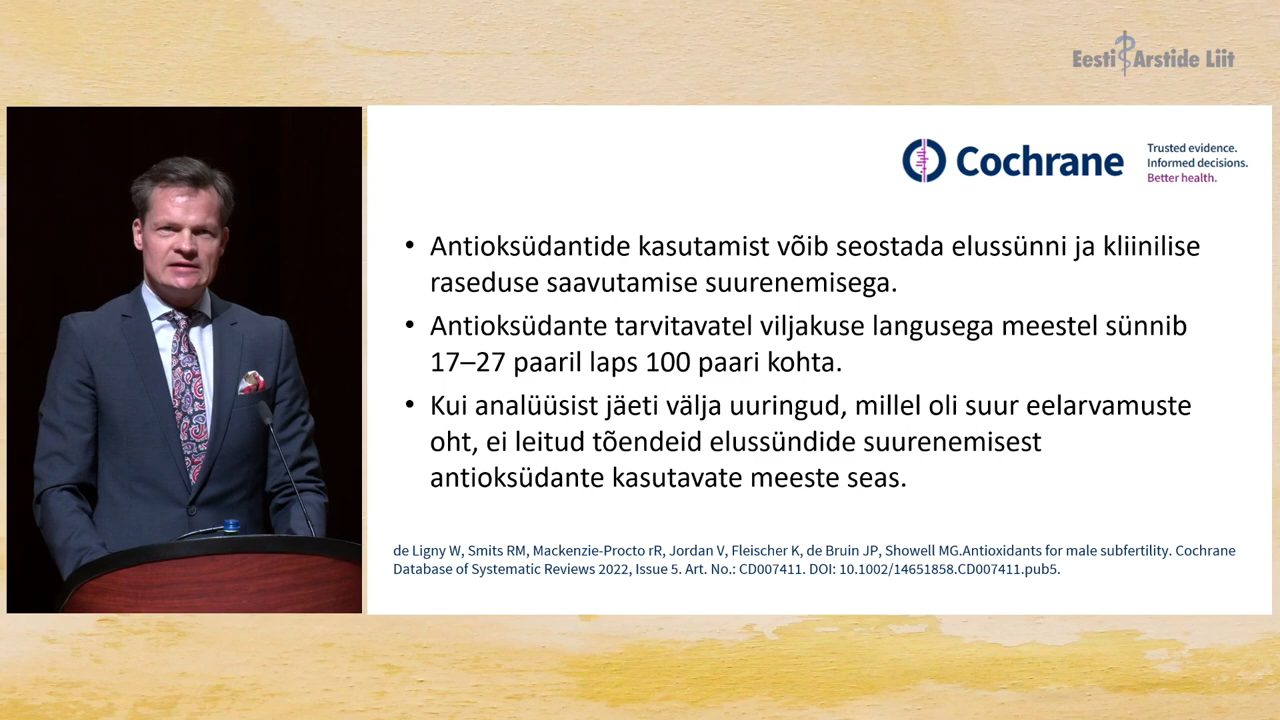 Eesti Arstide Liit
Cochrane
Trusted evidence.
Informed decisions.
Better health.
• Antioksüdantide kasutamist võib seostada elussünni ja kliinilise
raseduse saavutamise suurenemisega.
• Antioksüdante tarvitavatel viljakuse langusega meestel sünnib
17–27 paaril laps 100 paari kohta.
• Kui analüüsist jäeti välja uuringud, millel oli suur eelarvamuste
oht, ei leitud tõendeid elussündide suurenemisest
antioksüdante kasutavate meeste seas.
de Ligny W, Smits RM, Mackenzie-Procto rR, Jordan V, Fleischer K, de Bruin JP, Showell MG.Antioxidants for male subfertility. Cochrane
Database of Systematic Reviews 2022, Issue 5. Art. No.: CD007411. DOI: 10.1002/14651858.CD007411.pub5.